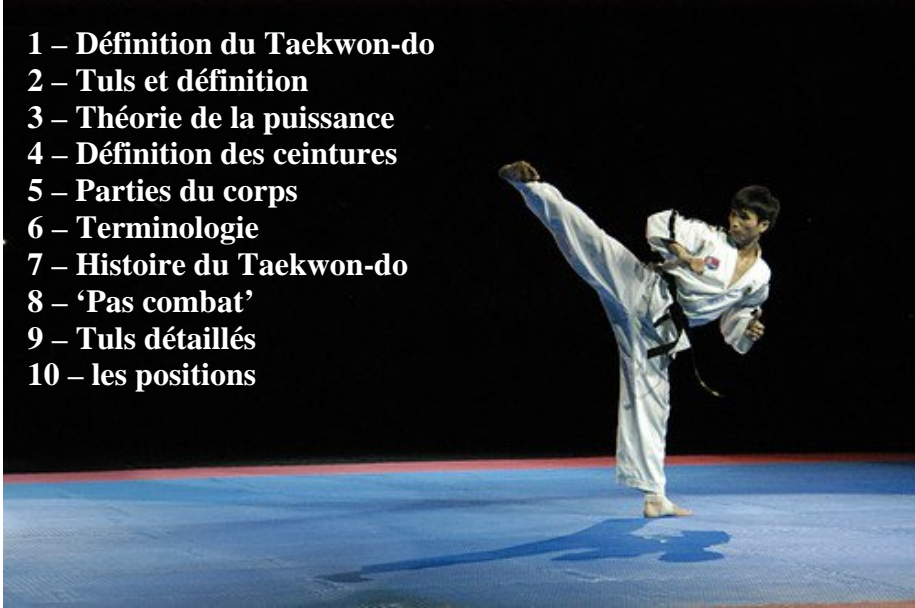 1 – Définition du Taekwon-do
2 – Tuls et définition
3 – Théorie de la puissance
4 – Définition des ceintures
5 – Parties du corps
6 – Terminologie
7 – Histoire du Taekwon-do
8 – ‘Pas combat’
9 – Tuls détaillés
10 – les positions